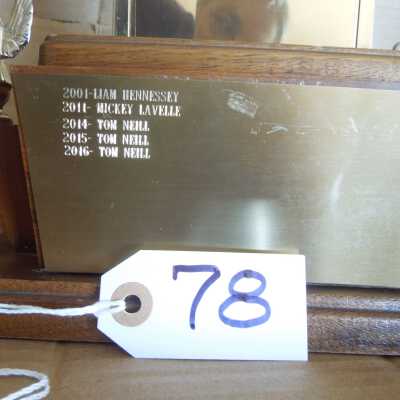 2001-LIAM HENNESSEY
2011- MICKEY LAVELLE
2014- TOM NEILL
2015- TOM NEILL
2016- TOM NEILL
78